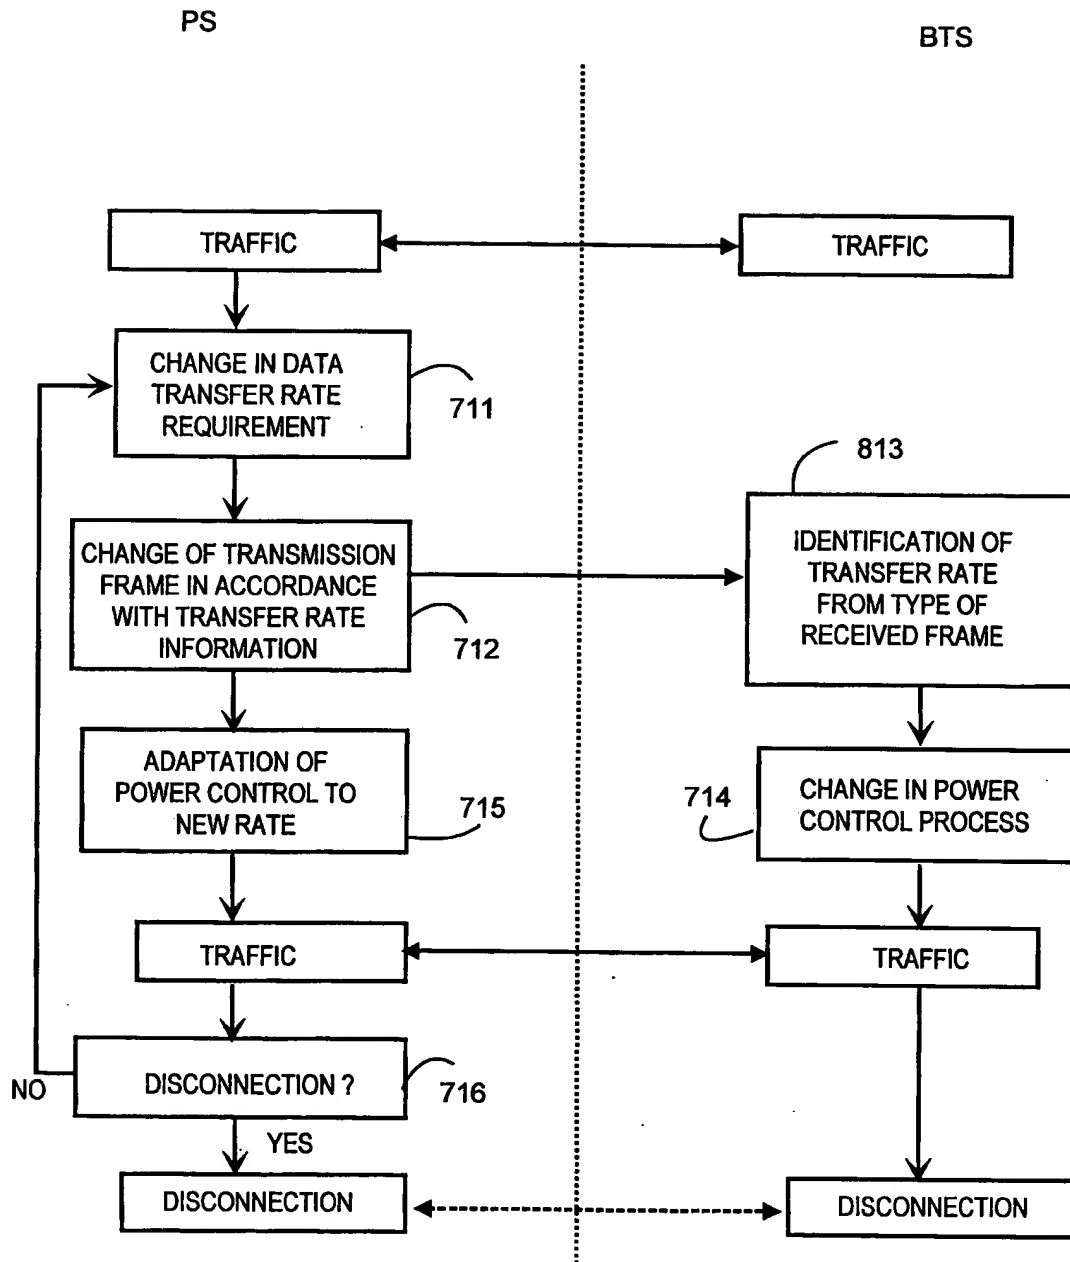 PS
BTS
TRAFFIC
TRAFFIC
CHANGE IN DATA
TRANSFER RATE
REQUIREMENT
711
813
CHANGE OF TRANSMISSION
FRAME IN ACCORDANCE
WITH TRANSFER RATE
INFORMATION
712
IDENTIFICATION OF
TRANSFER RATE
FROM TYPE OF
RECEIVED FRAME
ADAPTATION OF
POWER CONTROL TO
NEW RATE
715
714
CHANGE IN POWER
CONTROL PROCESS
TRAFFIC
TRAFFIC
NO
DISCONNECTION ?
716
YES
DISCONNECTION
DISCONNECTION